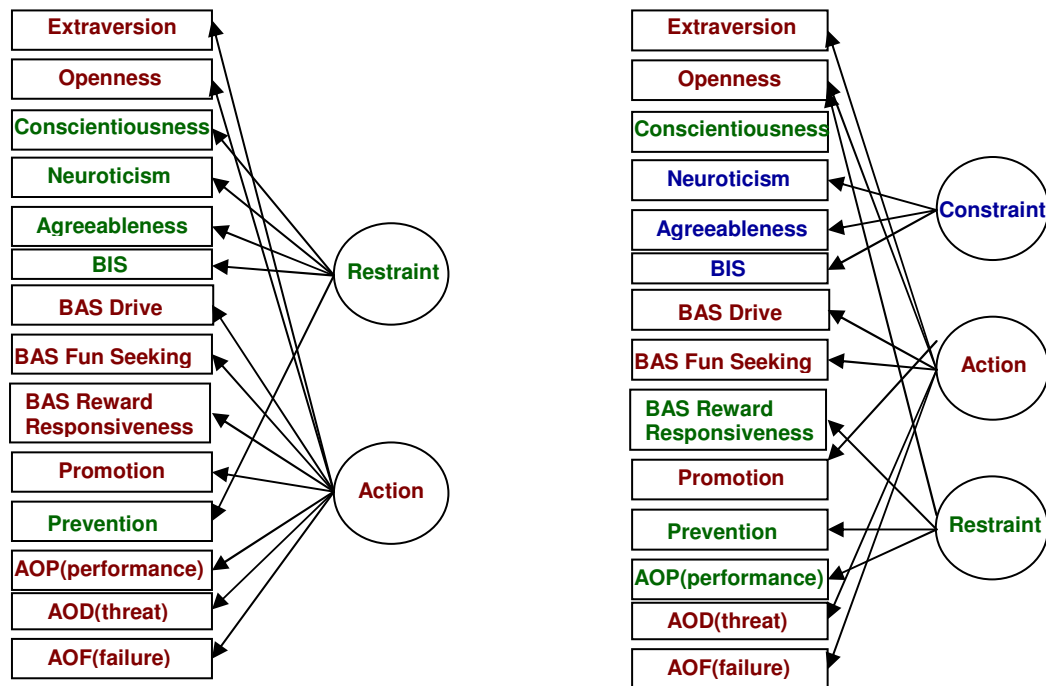 Extraversion
Openness
Conscientiousness
Neuroticism
Agreeableness
BIS
BAS Drive
BAS Fun Seeking
BAS Reward
Responsiveness
Promotion
Prevention
AOP(performance)
AOD(threat)
AOF(failure)
Restraint
Action
Extraversion
Openness
Conscientiousness
Neuroticism
Agreeableness
BIS
BAS Drive
BAS Fun Seeking
BAS Reward
Responsiveness
Promotion
Prevention
AOP(performance)
AOD(threat)
AOF(failure)
Constraint
Action
Restraint